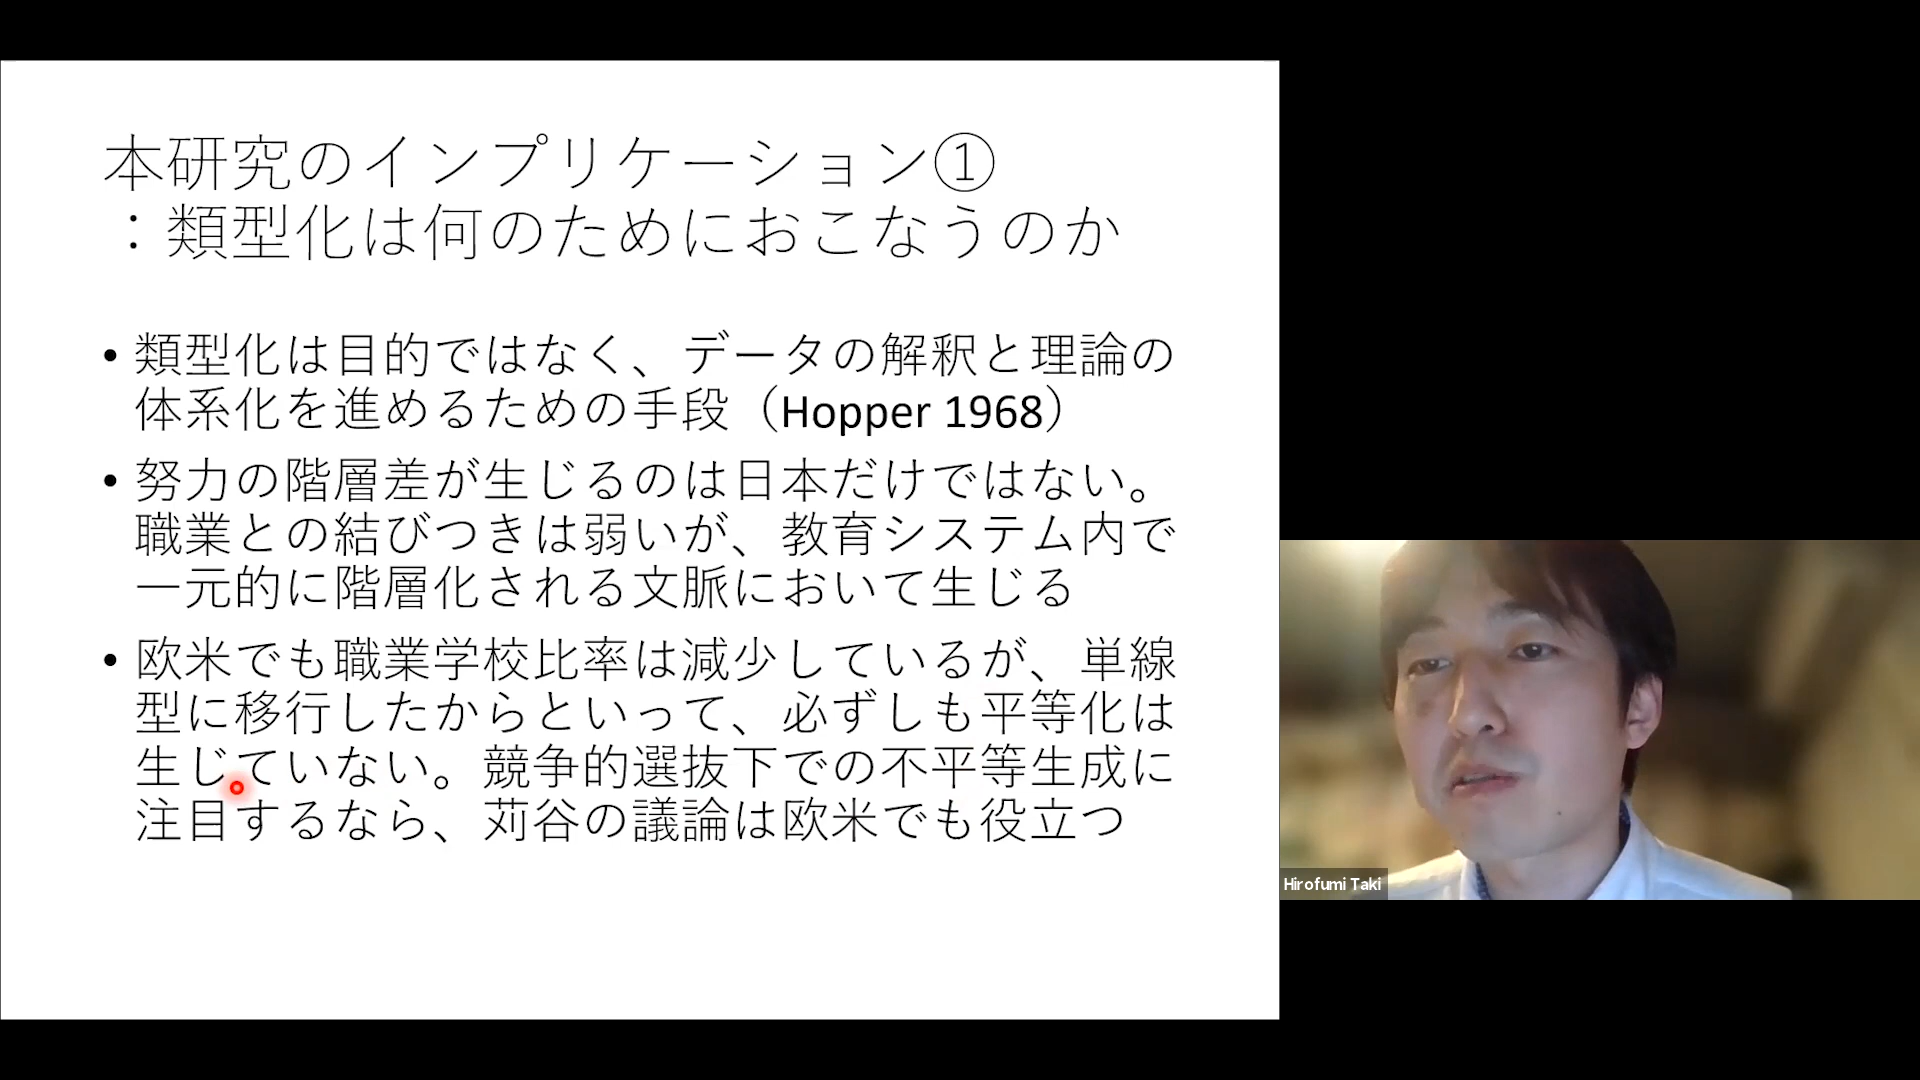 本研究のインプリケーション①
：類型化は何のためにおこなうのか
• 類型化は目的ではなく、データの解釈と理論の
体系化を進めるための手段（Hopper 1968）
• 努力の階層差が生じるのは日本だけではない。
職業との結びつきは弱いが、教育システム内で
一元的に階層化される文脈において生じる
• 欧米でも職業学校比率は減少しているが、単線
型に移行したからといって、必ずしも平等化は
生じていない。競争的選抜下での不平等生成に
注目するなら、苅谷の議論は欧米でも役立つ
Hirofumi Taki